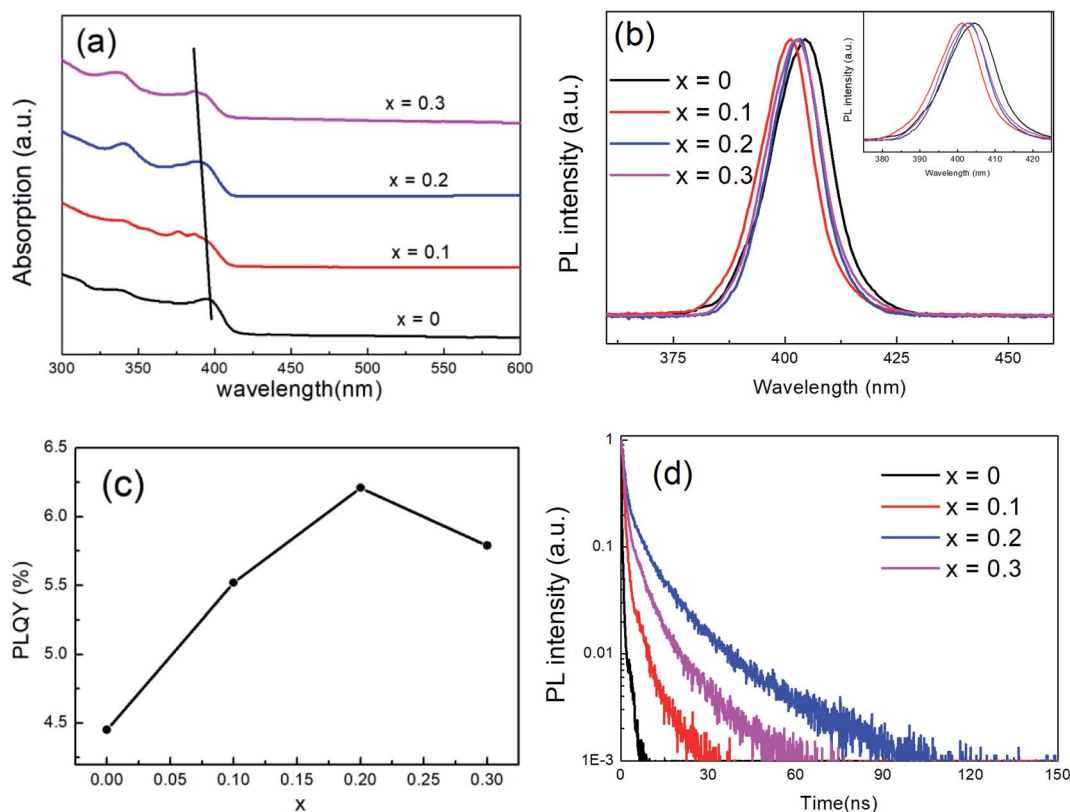 (a)
x = 0.3
x = 0.2
x = 0.1
x = 0
Absorption (a.u.)
300 350 400 450 500 550 600
wavelength(nm)
(b)
x = 0
x = 0.1
x = 0.2
x = 0.3
PL intensity (a.u.)
375 400 425 450
Wavelength (nm)
PL intensity (a.u.)
380 390 400 410 420
Wavelength (nm)
(c)
6.5
6.0
5.5
5.0
4.5
PLQY (%)
0.00 0.05 0.10 0.15 0.20 0.25 0.30
x
(d)
x = 0
x = 0.1
x = 0.2
x = 0.3
1
0.1
0.01
1E-3
PL intensity (a.u.)
0 30 60 90 120 150
Time(ns)